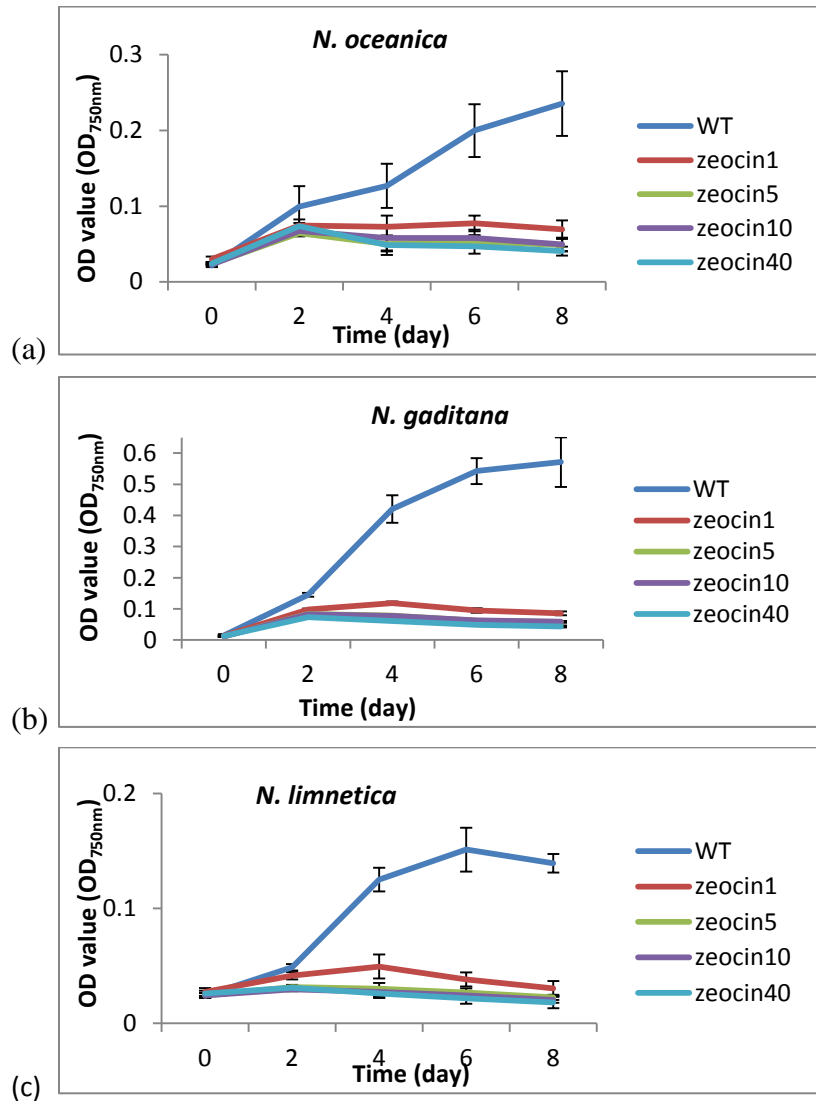 N. oceanica
0.3
0.2
0.1
0
OD value (OD750nm)
0 2 4 6 8
Time (day)
WT
zeocin1
zeocin5
zeocin10
zeocin40
(a)
N. gaditana
0.6
0.5
0.4
0.3
0.2
0.1
0
OD value (OD750nm)
0 2 4 6 8
Time (day)
WT
zeocin1
zeocin5
zeocin10
zeocin40
(b)
N. limnetica
0.2
0.1
0
OD value (OD750nm)
0 2 4 6 8
Time (day)
WT
zeocin1
zeocin5
zeocin10
zeocin40
(c)